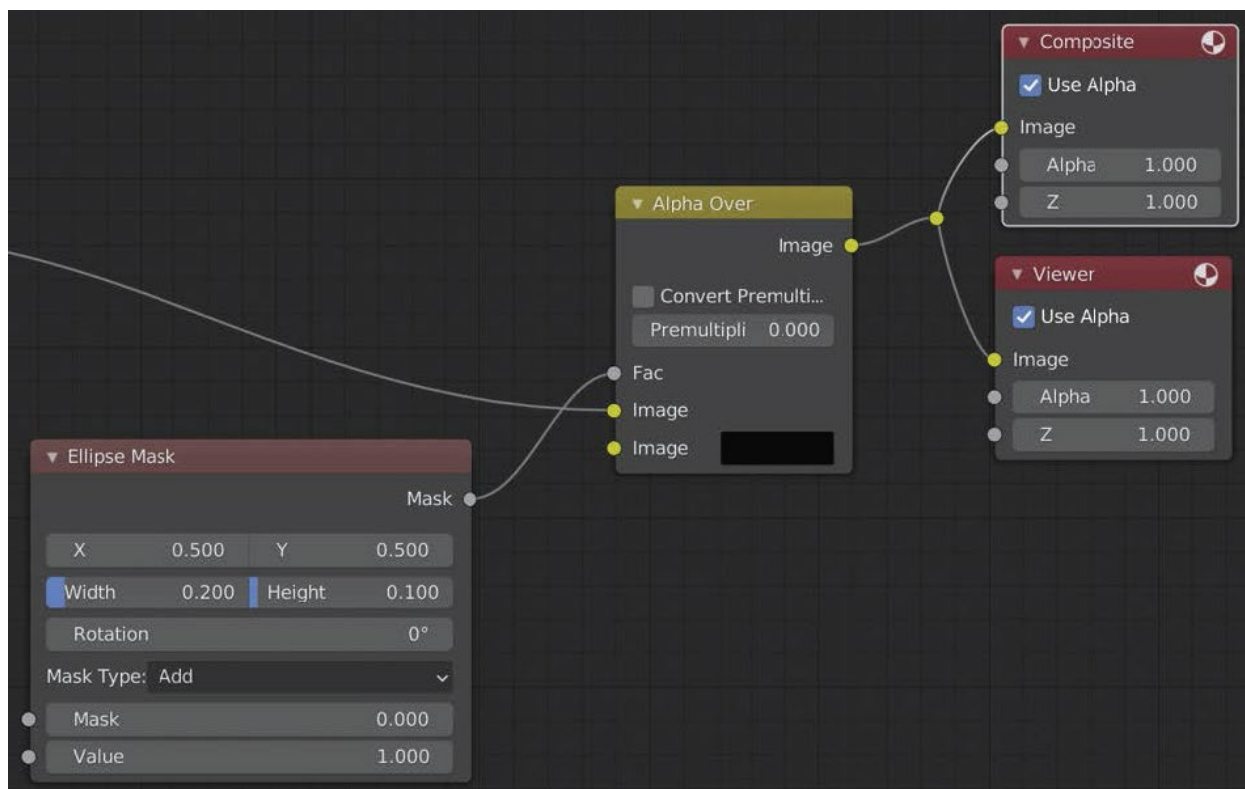 Composite
Use Alpha
Image
Alpha 1.000
Z 1.000
Alpha Over
Image
Convert Premulti...
Premultipli 0.000
Fac
Image
Image
Viewer
Use Alpha
Image
Alpha 1.000
Z 1.000
Ellipse Mask
Mask
X 0.500 Y 0.500
Width 0.200 Height 0.100
Rotation 0°
Mask Type: Add
Mask 0.000
Value 1.000